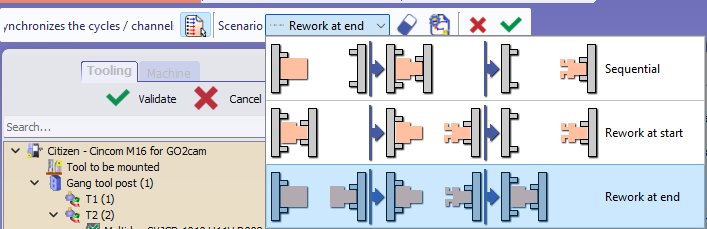 ynchronizes the cycles / channel Scenario Rework at end
Tooling Machine
Validate Cancel
Search...
Citizen - Cincom M16 for GO2cam
Tool to be mounted
Gang tool post (1)
T1 (1)
T2 (2)
Sequential
Rework at start
Rework at end